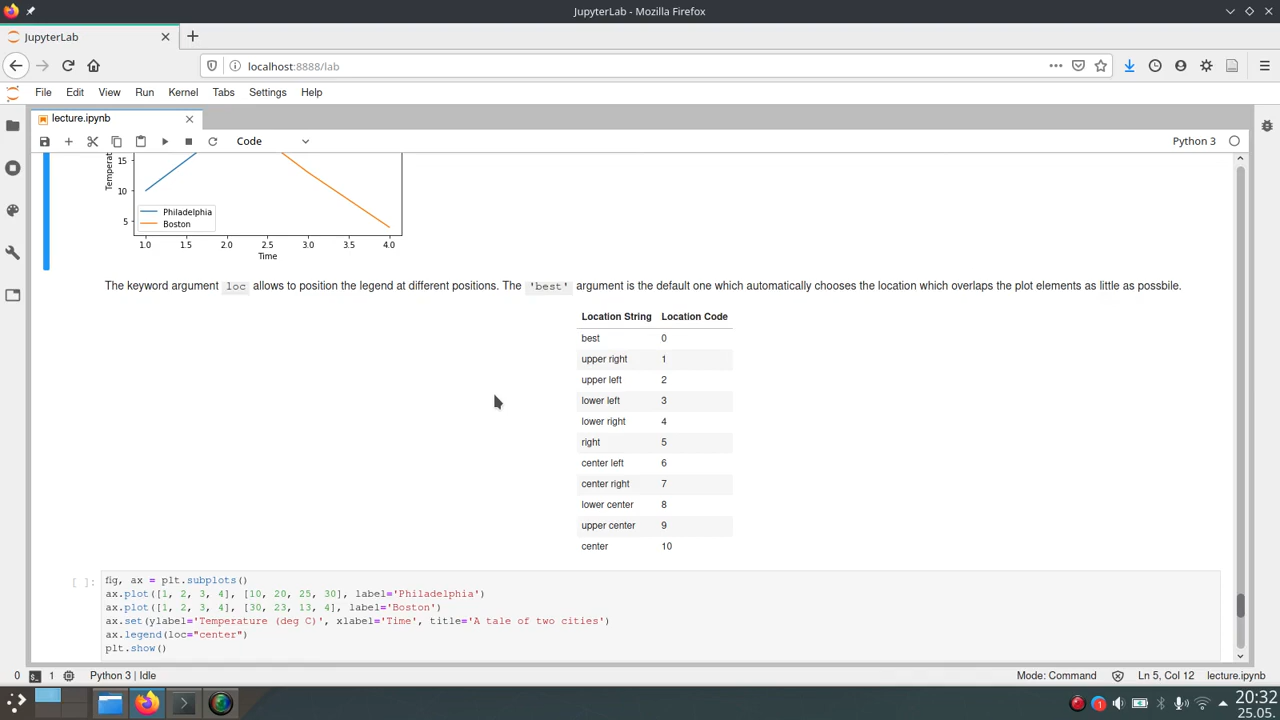 JupyterLab - Mozilla Firefox
JupyterLab
localhost:8888/lab
File Edit View Run Kernel Tabs Settings Help
lecture.ipynb
Code
Python 3
Temperat
15
10
5
Philadelphia
Boston
1.0 1.5 2.0 2.5 3.0 3.5 4.0
Time
The keyword argument loc allows to position the legend at different positions. The 'best' argument is the default one which automatically chooses the location which overlaps the plot elements as little as possbile.
Location String Location Code
best 0
upper right 1
upper left 2
lower left 3
lower right 4
right 5
center left 6
center right 7
lower center 8
upper center 9
center 10
[ ]:
fig, ax = plt.subplots()
ax.plot([1, 2, 3, 4], [10, 20, 25, 30], label='Philadelphia')
ax.plot([1, 2, 3, 4], [30, 23, 13, 4], label='Boston')
ax.set(ylabel='Temperature (deg C)', xlabel='Time', title='A tale of two cities')
ax.legend(loc="center")
plt.show()
0 1 Python 3 | Idle Mode: Command Ln 5, Col 12 lecture.ipynb
1
20:32
25.05.